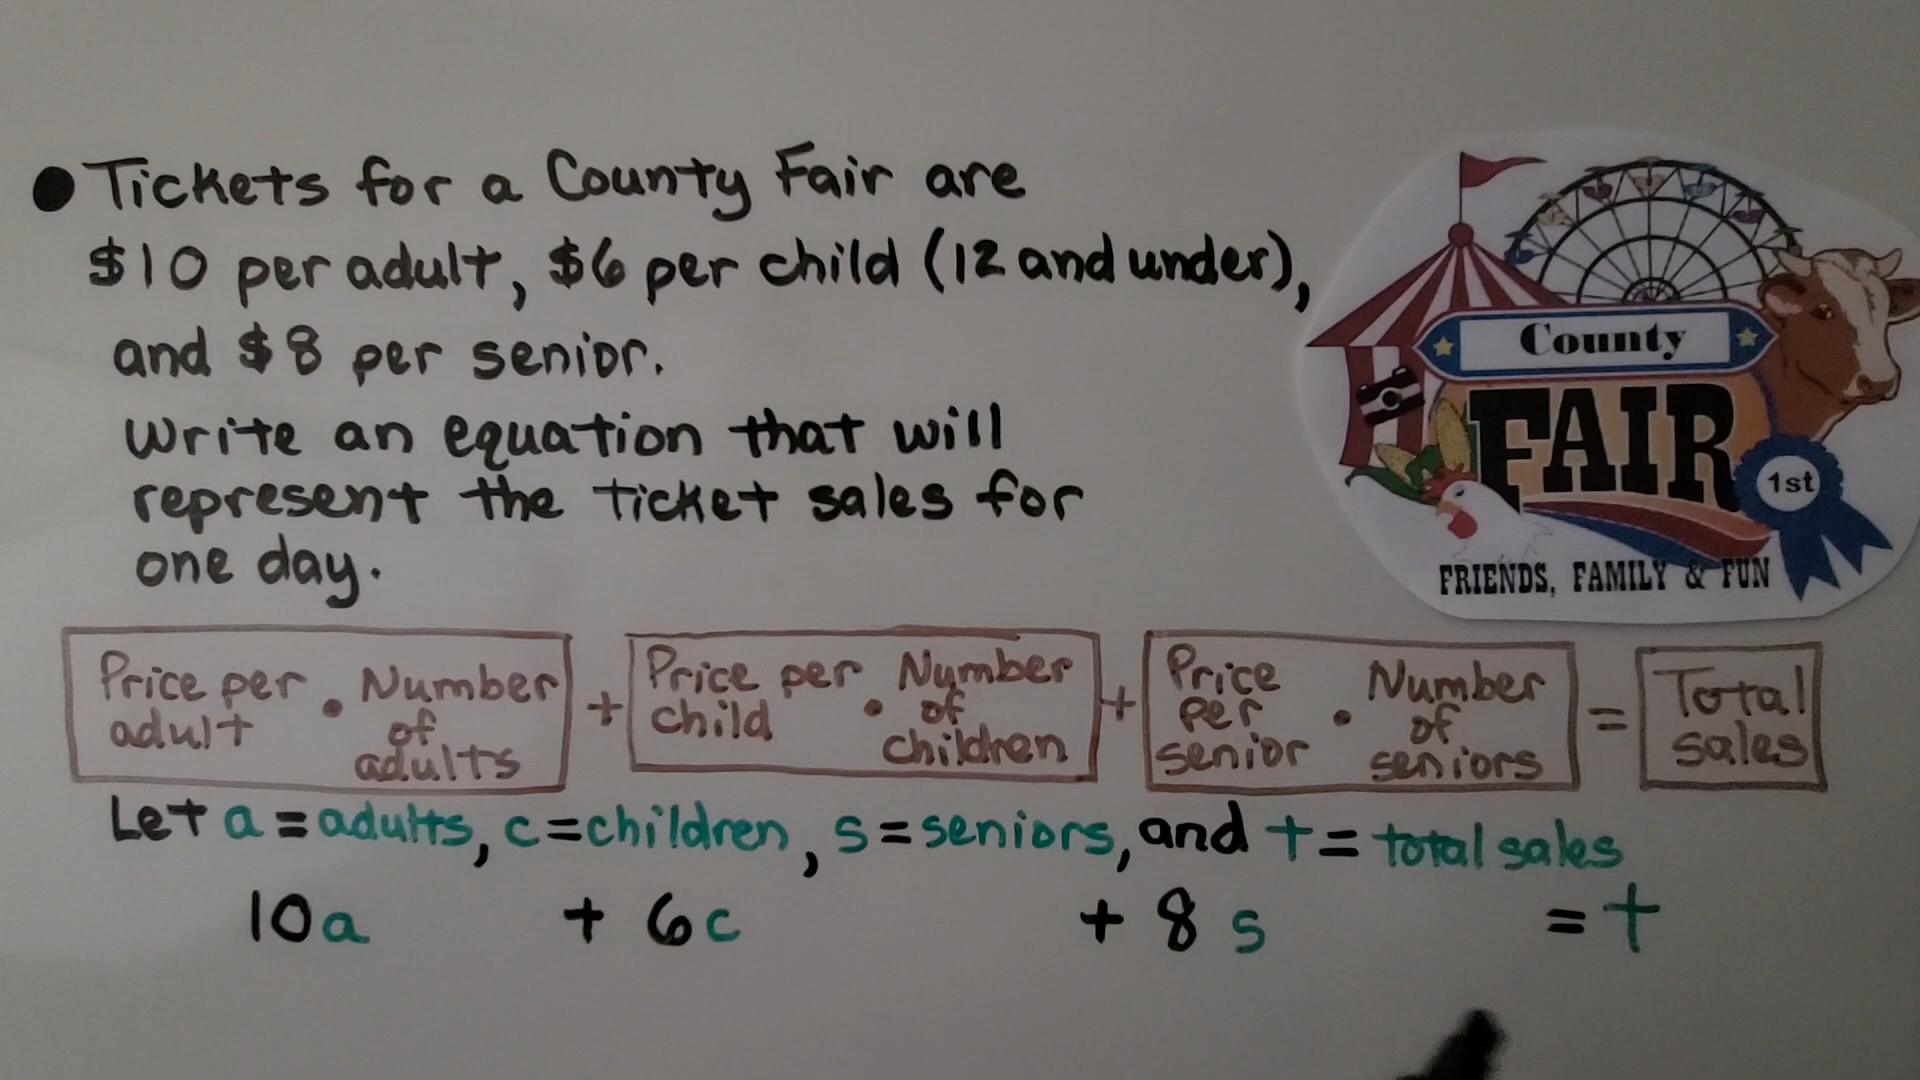 ● Tickets for a County Fair are
$10 per adult, $6 per child (12 and under),
and $8 per senior.
Write an equation that will
represent the ticket sales for
one day.
County
FAIR
1st
FRIENDS, FAMILY & FUN
Price per adult • Number of adults + Price per child • Number of children + Price per senior • Number of seniors = Total sales
Let a = adults, c = children, s = seniors, and t = total sales
10a + 6c + 8s = t